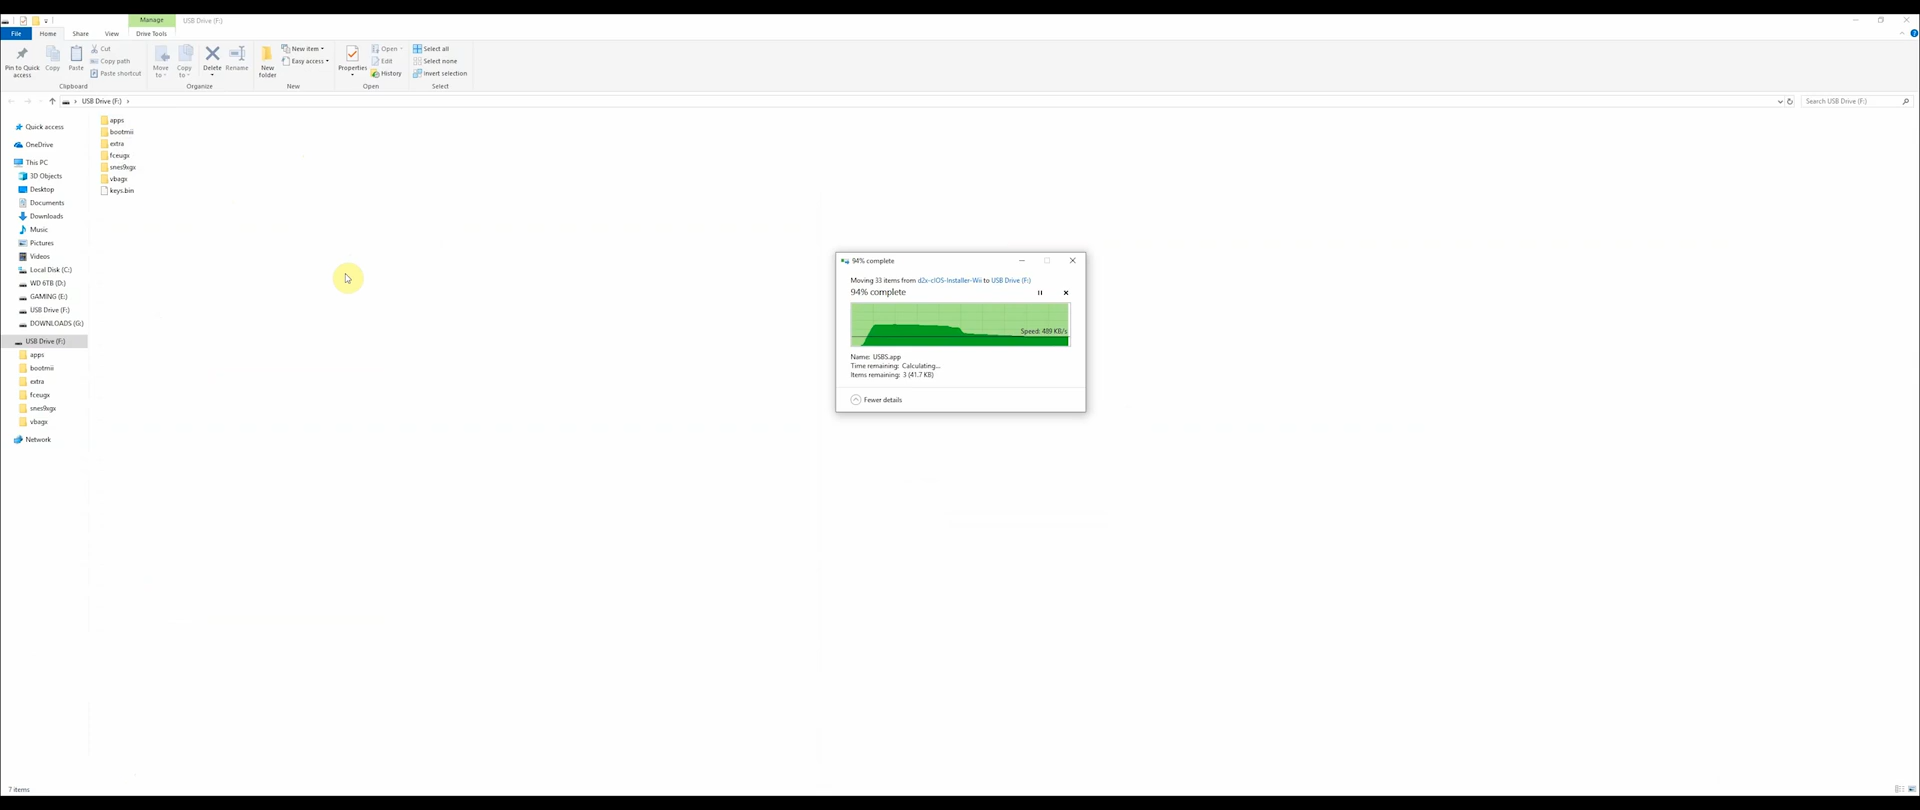 Manage
USB Drive (F:)
File
Home
Share
View
Drive Tools
Pin to Quick access
Copy
Paste
Cut
Copy path
Paste shortcut
Clipboard
Move to
Copy to
Delete
Rename
Organize
New folder
New item
Easy access
New
Properties
Open
Edit
History
Open
Select all
Select none
Invert selection
Select
USB Drive (F:)
Search USB Drive (F:)
Quick access
OneDrive
This PC
3D Objects
Desktop
Documents
Downloads
Music
Pictures
Videos
Local Disk (C:)
WD 6TB (D:)
GAMING (E:)
USB Drive (F:)
DOWNLOADS (G:)
USB Drive (F:)
apps
bootmii
extra
fceugx
snes9xgx
vbagx
Network
apps
bootmii
extra
fceugx
snes9xgx
vbagx
keys.bin
94% complete
Moving 33 items from d2x-cIOS-Installer-Wii to USB Drive (F:)
94% complete
Speed: 489 KB/s
Name: USBS.app
Time remaining: Calculating...
Items remaining: 3 (41.7 KB)
Fewer details
7 items